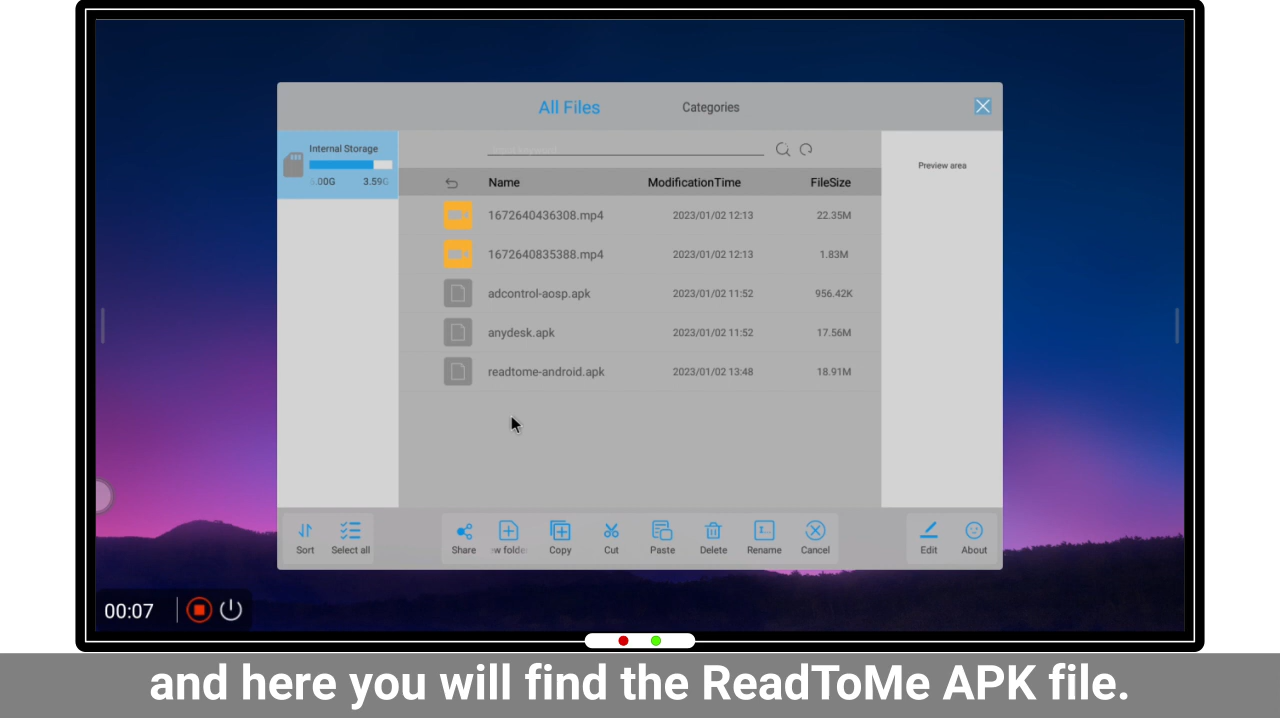 All Files Categories
Internal Storage
.00G 3.59G
Name ModificationTime FileSize
Preview area
1672640436308.mp4 2023/01/02 12:13 22.35M
1672640835388.mp4 2023/01/02 12:13 1.83M
adcontrol-aosp.apk 2023/01/02 11:52 956.42K
anydesk.apk 2023/01/02 11:52 17.56M
readtome-android.apk 2023/01/02 13:48 18.91M
Sort Select all Share w folde Copy Cut Paste Delete Rename Cancel Edit About
00:07
and here you will find the ReadToMe APK file.